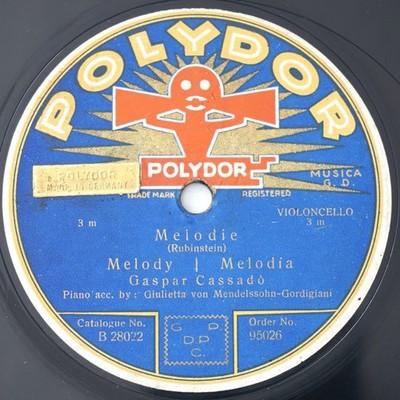 POLYDOR
POLYDOR
TRADE MARK REGISTERED
POLYDOR
MADE IN GERMANY
MUSICA
G. D.
VIOLONCELLO
3 m
3 m
Melodie
(Rubinstein)
Melody | Melodía
Gaspar Cassadò
Piano acc. by: Giulietta von Mendelssohn-Gordigiani
Catalogue No.
B 28022
G. P.
D.P.
C.
Order No.
95026